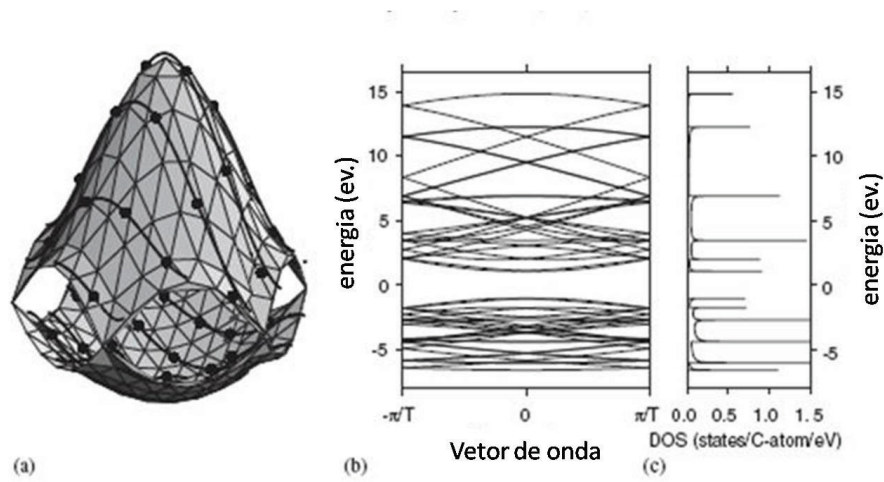 15
10
5
0
-5
energia (ev.)
-π/T
0
π/T
Vetor de onda
15
10
5
0
-5
energia (ev.)
0.0 0.5 1.0 1.5
DOS (states/C-atom/eV)
(a)
(b)
(c)